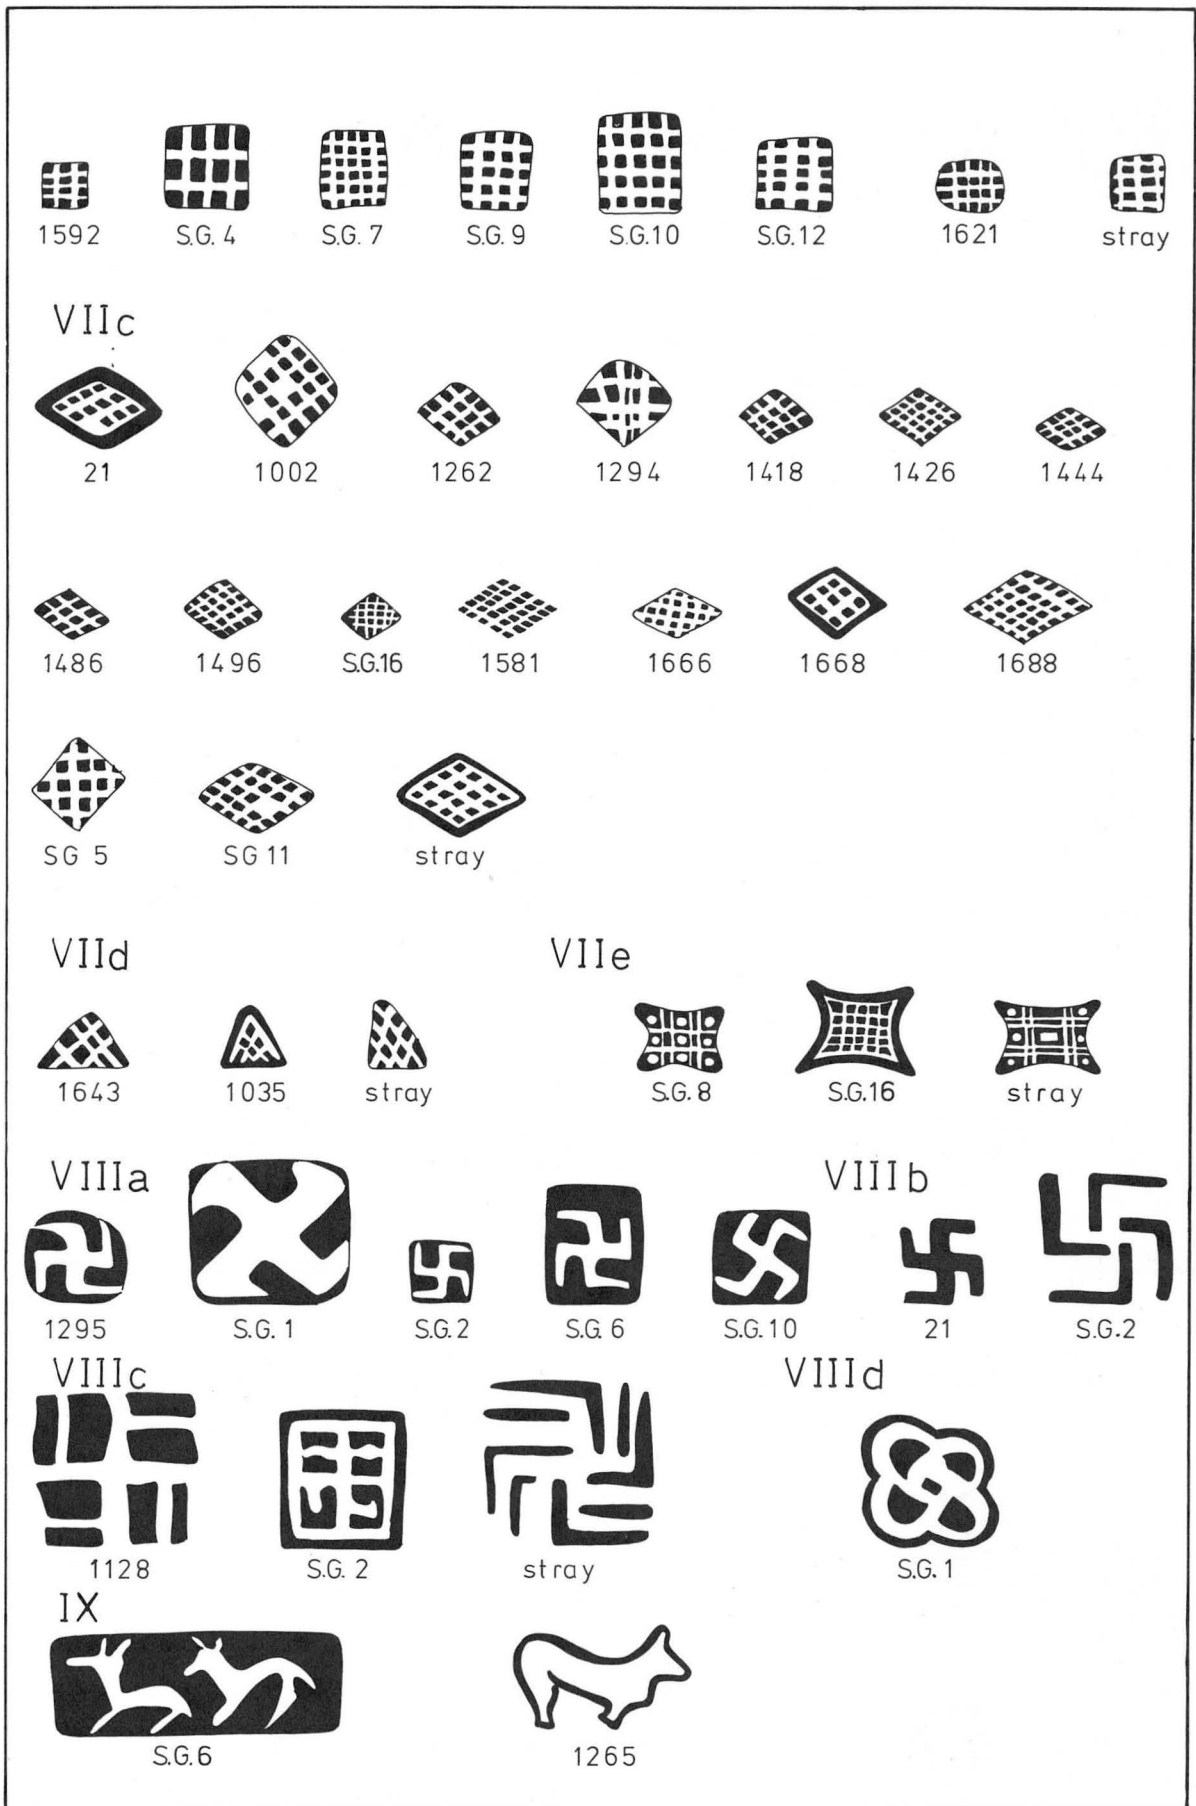 1592 S.G. 4 S.G. 7 S.G. 9 S.G.10 S.G.12 1621 stray
VIIc
21 1002 1262 1294 1418 1426 1444
1486 1496 S.G.16 1581 1666 1668 1688
SG 5 SG 11 stray
VIId VIIe
1643 1035 stray S.G. 8 S.G.16 stray
VIIIa VIIIb
1295 S.G. 1 S.G. 2 S.G. 6 S.G. 10 21 S.G.2
VIIIc VIIId
1128 S.G. 2 stray S.G. 1
IX
S.G.6 1265